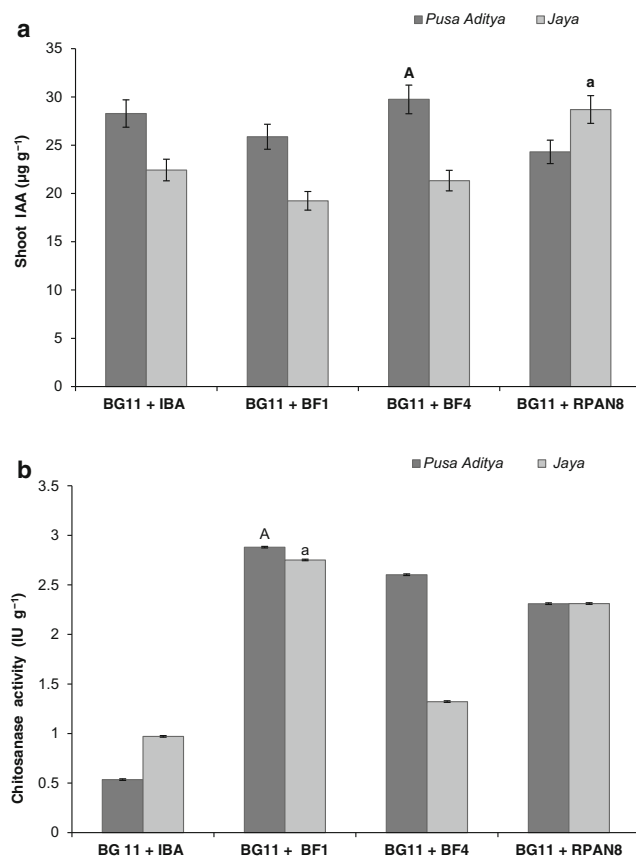 a
Pusa Aditya
Jaya
35
30
25
20
15
10
5
0
Shoot IAA (µg g⁻¹)
A
a
BG11 + IBA
BG11 + BF1
BG11 + BF4
BG11 + RPAN8
b
Pusa Aditya
Jaya
3.5
3
2.5
2
1.5
1
0.5
0
Chitosanase activity (IU g⁻¹)
A
a
BG 11 + IBA
BG11 + BF1
BG11 + BF4
BG11 + RPAN8